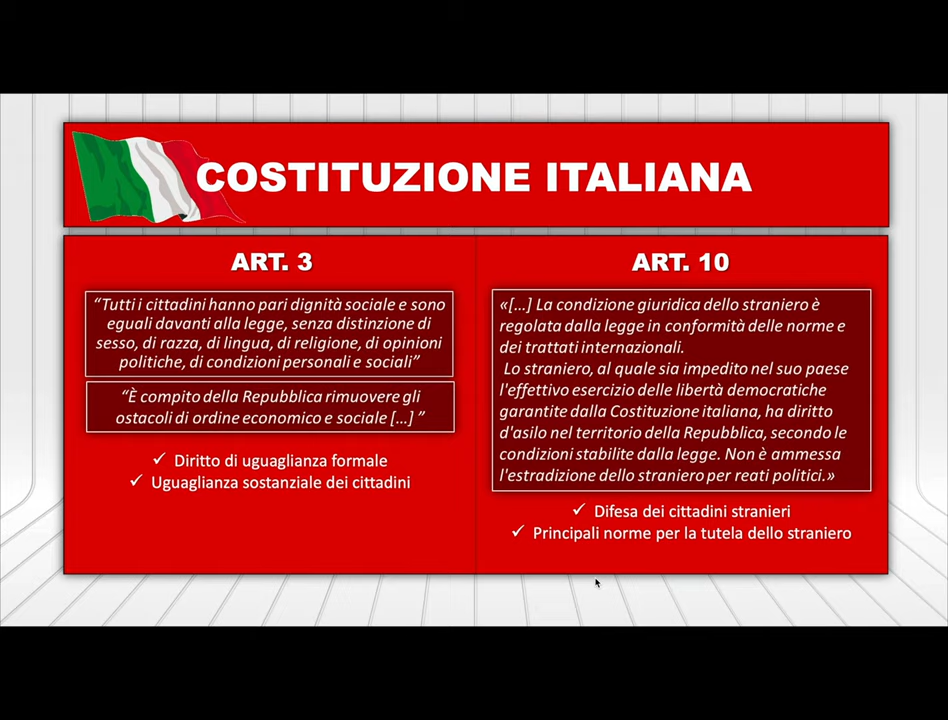 COSTITUZIONE ITALIANA
ART. 3
“Tutti i cittadini hanno pari dignità sociale e sono
eguali davanti alla legge, senza distinzione di
sesso, di razza, di lingua, di religione, di opinioni
politiche, di condizioni personali e sociali”
“È compito della Repubblica rimuovere gli
ostacoli di ordine economico e sociale [...] ”
✓ Diritto di uguaglianza formale
✓ Uguaglianza sostanziale dei cittadini
ART. 10
«[...] La condizione giuridica dello straniero è
regolata dalla legge in conformità delle norme e
dei trattati internazionali.
Lo straniero, al quale sia impedito nel suo paese
l'effettivo esercizio delle libertà democratiche
garantite dalla Costituzione italiana, ha diritto
d'asilo nel territorio della Repubblica, secondo le
condizioni stabilite dalla legge. Non è ammessa
l'estradizione dello straniero per reati politici.»
✓ Difesa dei cittadini stranieri
✓ Principali norme per la tutela dello straniero